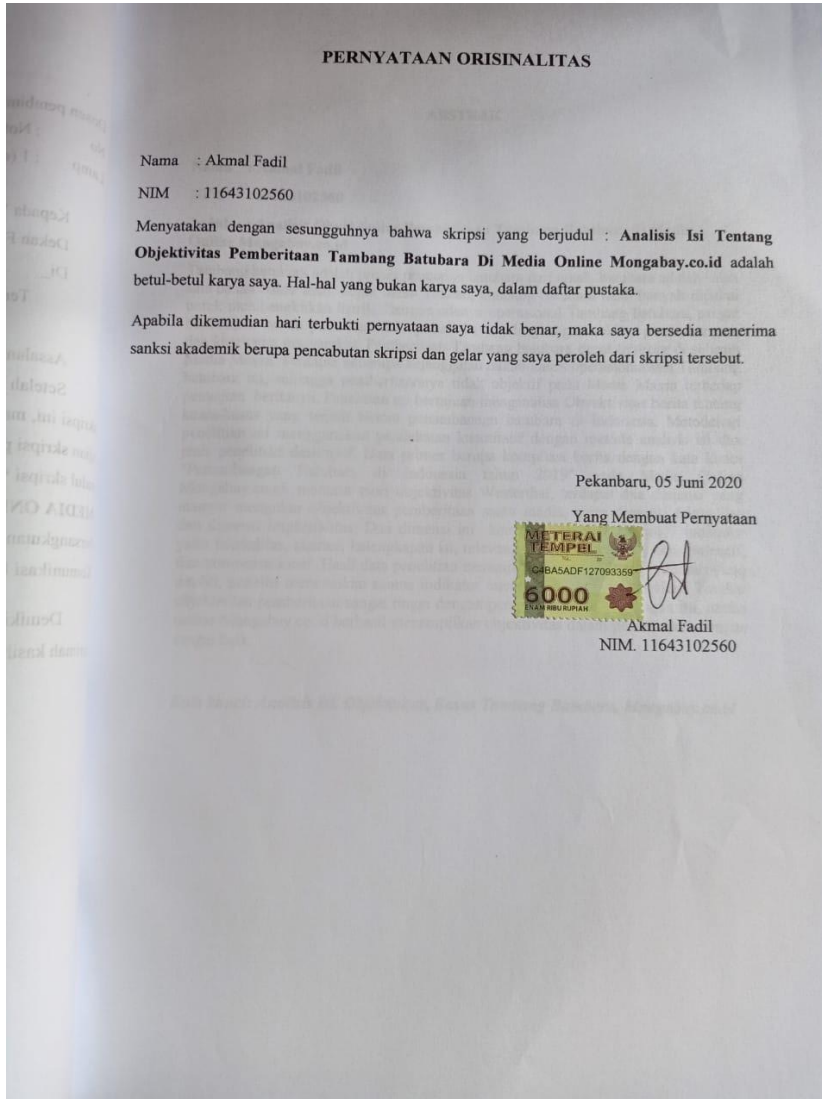 PERNYATAAN ORISINALITAS
Nama : Akmal Fadil
NIM : 11643102560
Menyatakan dengan sesungguhnya bahwa skripsi yang berjudul : Analisis Isi Tentang
Objektivitas Pemberitaan Tambang Batubara Di Media Online Mongabay.co.id adalah
betul-betul karya saya. Hal-hal yang bukan karya saya, dalam daftar pustaka.
Apabila dikemudian hari terbukti pernyataan saya tidak benar, maka saya bersedia menerima
sanksi akademik berupa pencabutan skripsi dan gelar yang saya peroleh dari skripsi tersebut.
Pekanbaru, 05 Juni 2020
Yang Membuat Pernyataan
METERAI
TEMPEL
C4BA5ADF127093359
6000
ENAM RIBU RUPIAH
Akmal Fadil
NIM. 11643102560